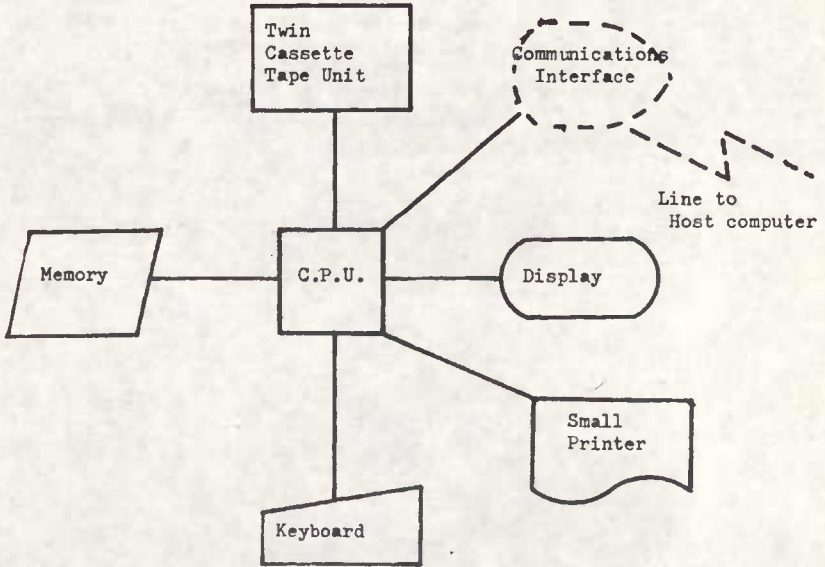 Twin
Cassette
Tape Unit
Communications
Interface
Line to
Host computer
Memory
C.P.U.
Display
Small
Printer
Keyboard